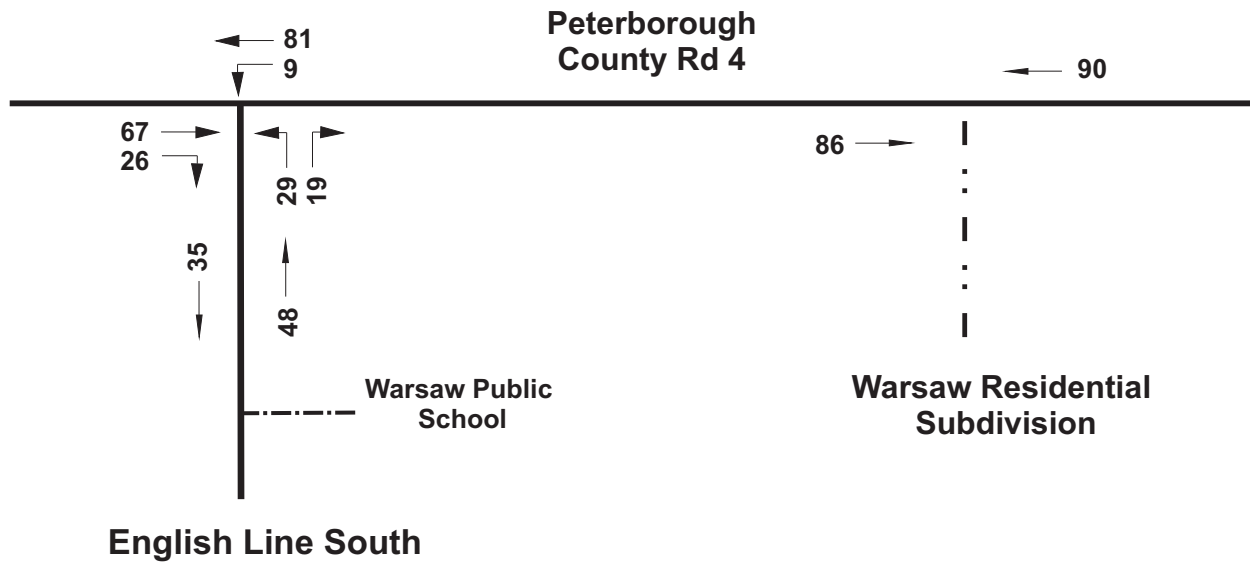 Peterborough
County Rd 4
81
9
90
67
26
29
19
86
35
48
Warsaw Public
School
Warsaw Residential
Subdivision
English Line South